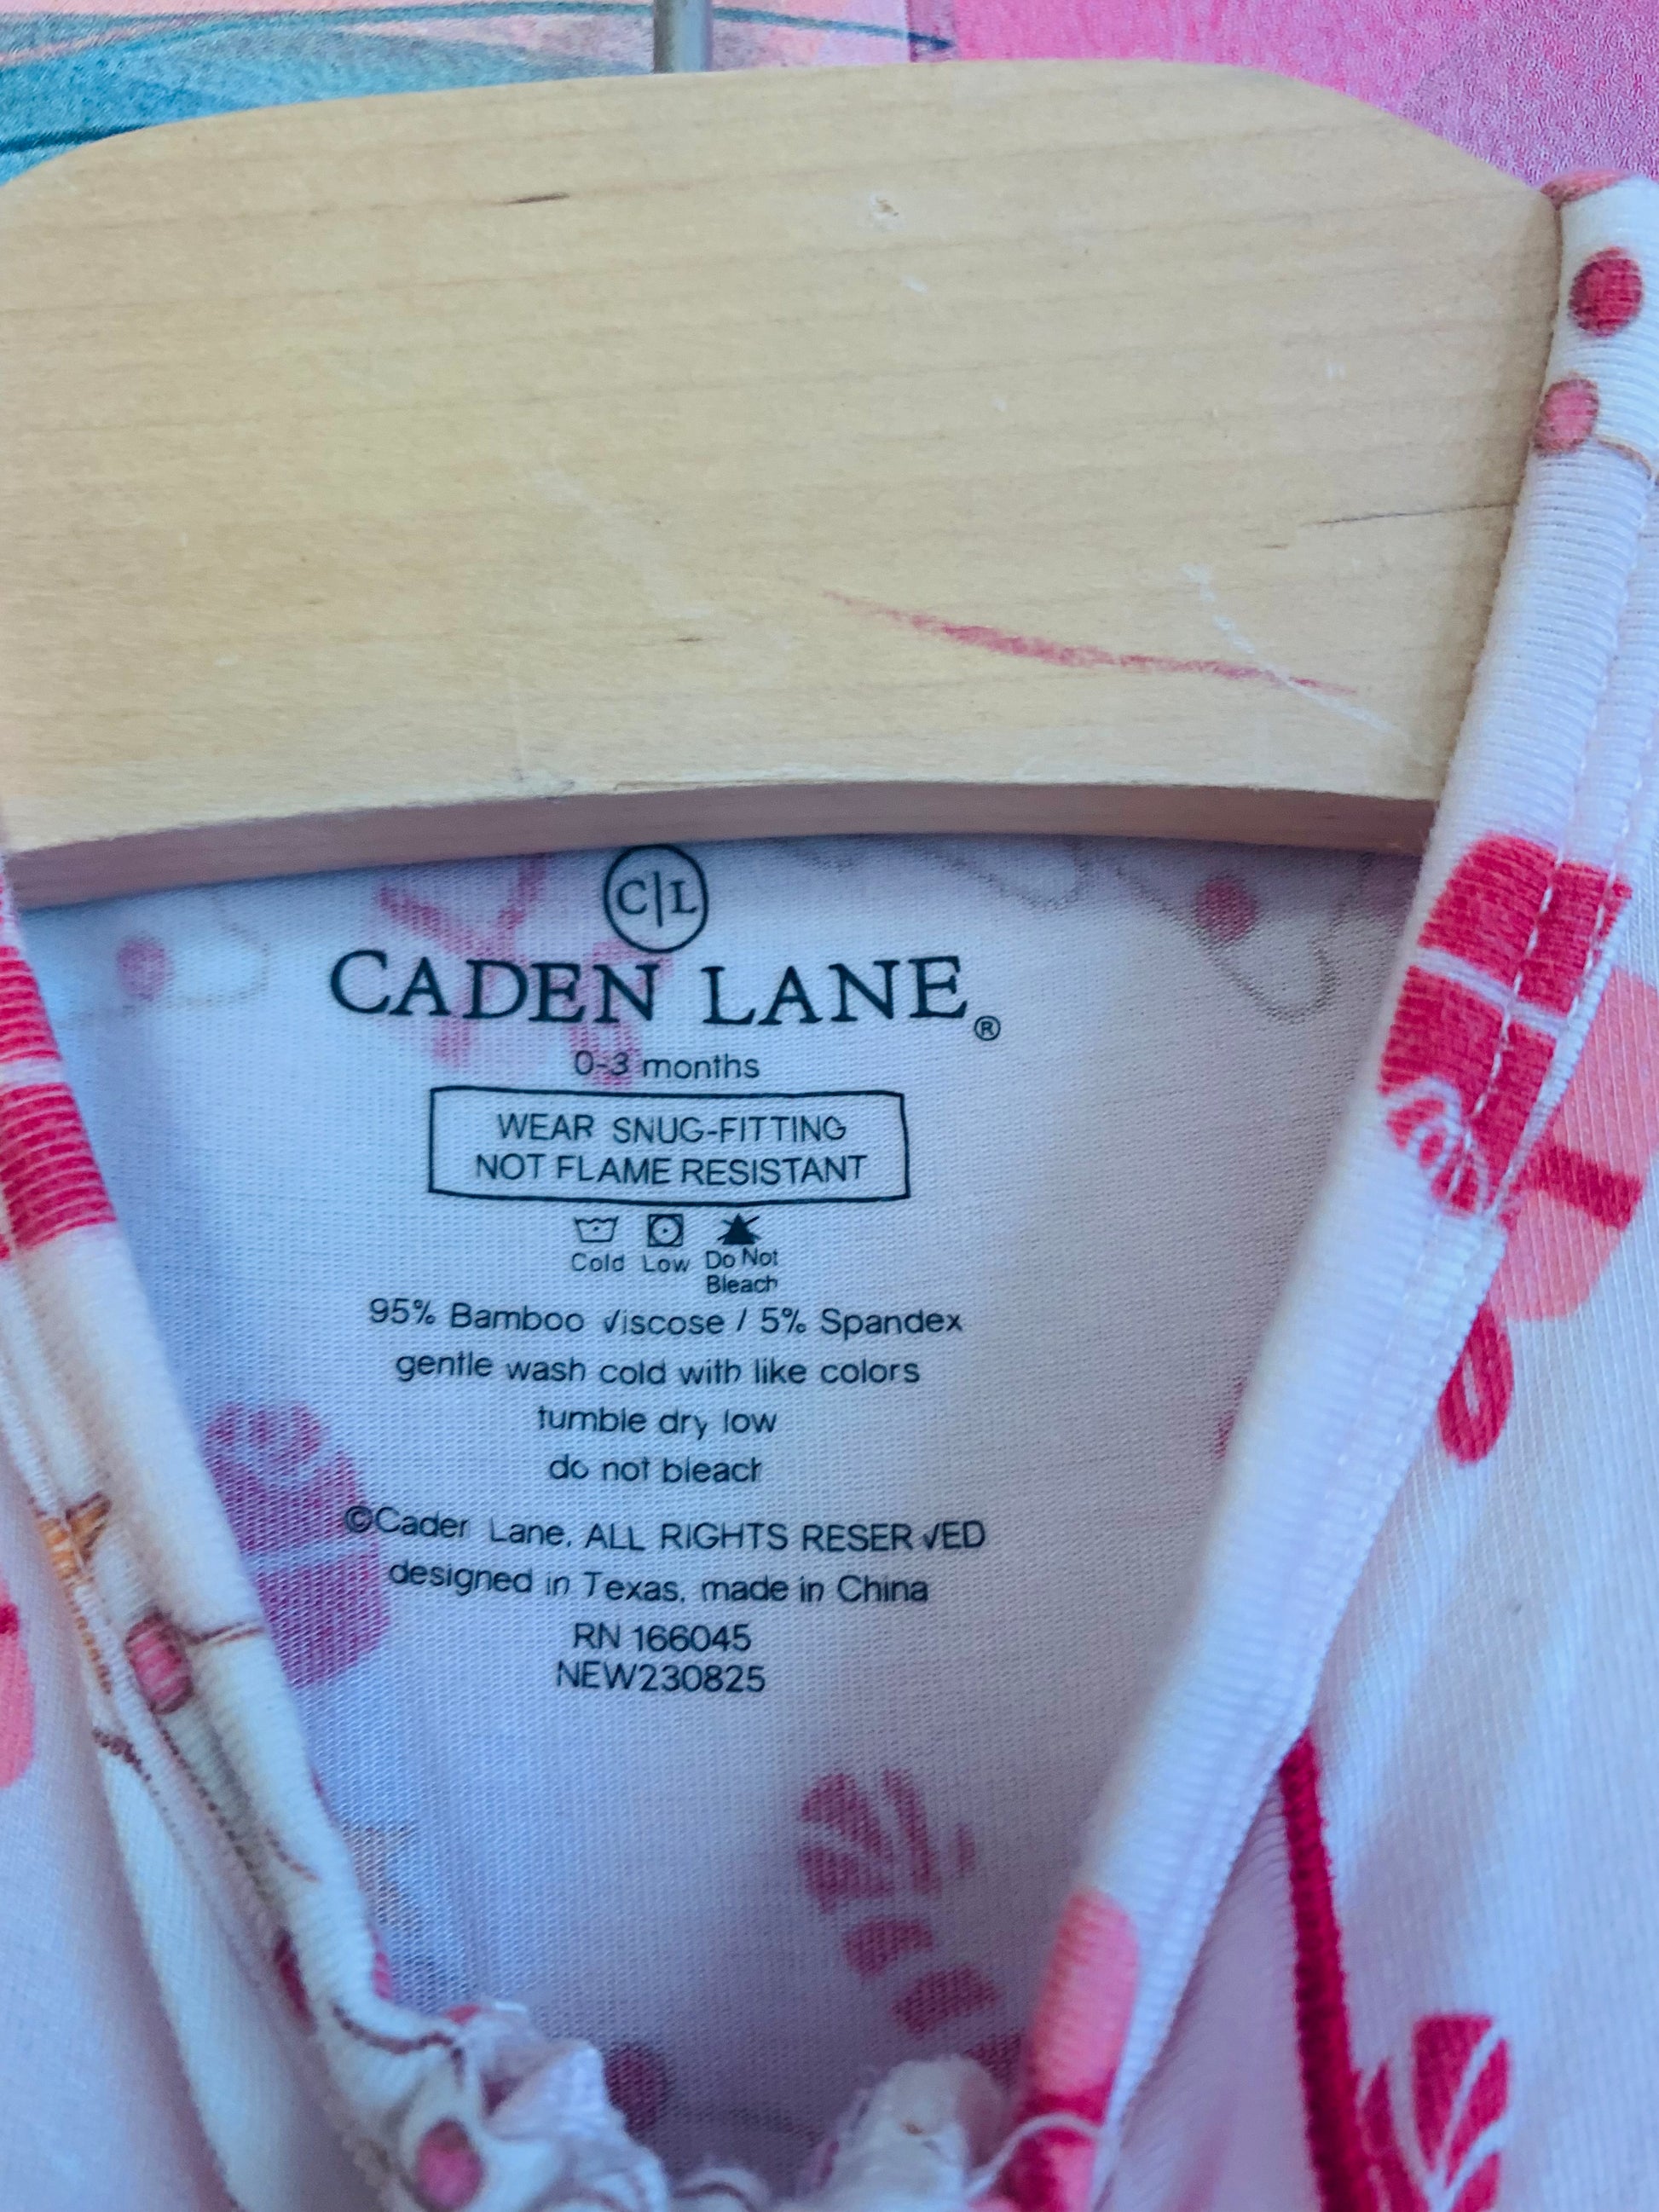 C|L
CADEN LANE®
0-3 months
WEAR SNUG-FITTING
NOT FLAME RESISTANT
Cold Low Do Not
Bleach
95% Bamboo Viscose / 5% Spandex
gentle wash cold with like colors
tumble dry low
do not bleach
©Caden Lane, ALL RIGHTS RESERVED
designed in Texas, made in China
RN 166045
NEW230825